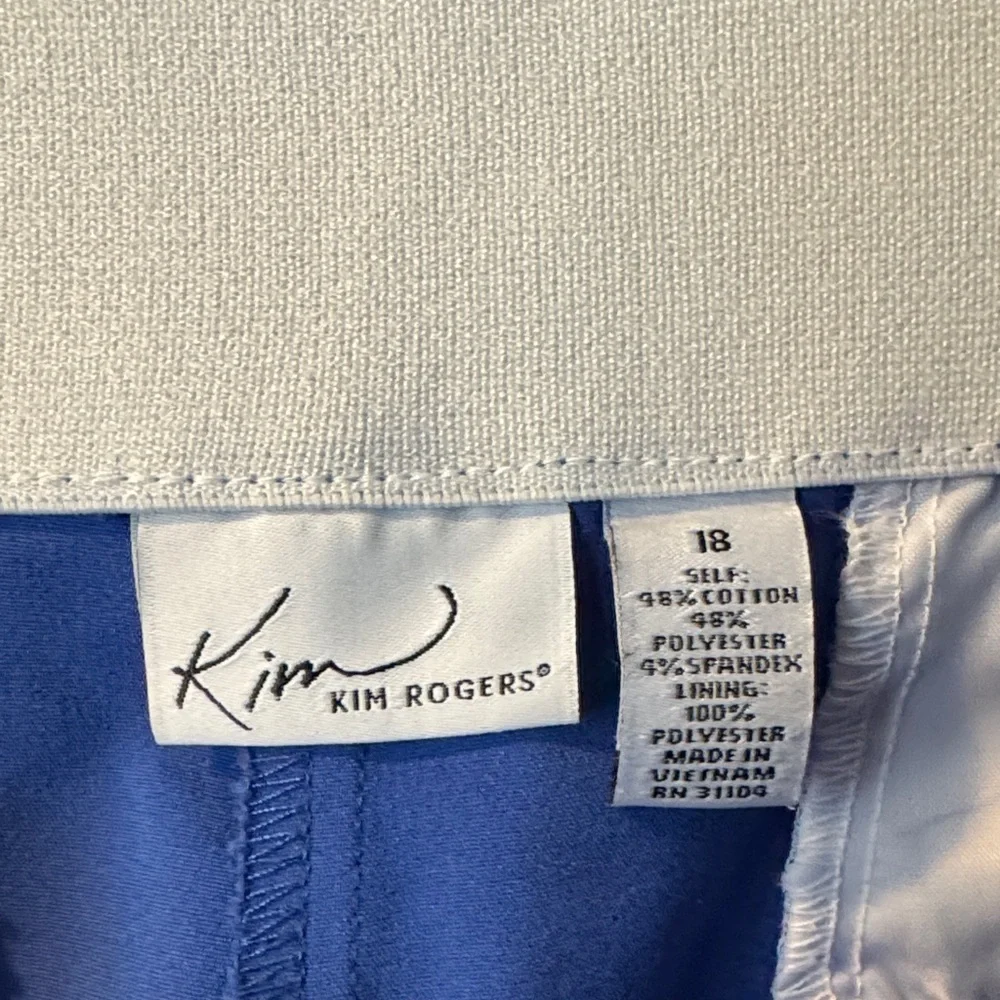 Kim
KIM ROGERS®
18
SELF:
48% COTTON
48%
POLYESTER
4% SPANDEX
LINING:
100%
POLYESTER
MADE IN
VIETNAM
RN 31104